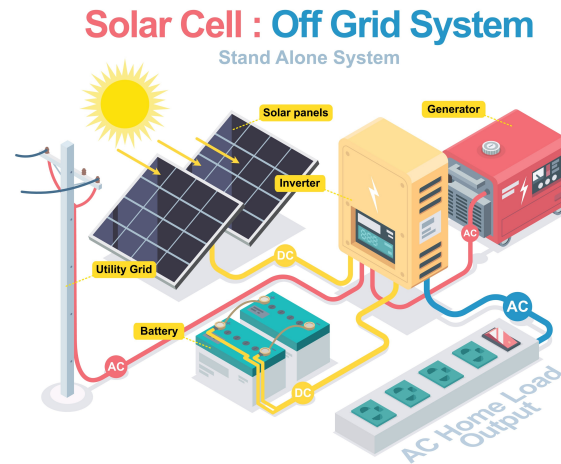 Solar Cell : Off Grid System
Stand Alone System
Generator
Solar panels
Inverter
DC
AC
Utility Grid
AC
Battery
AC
DC
AC Home Load
Output